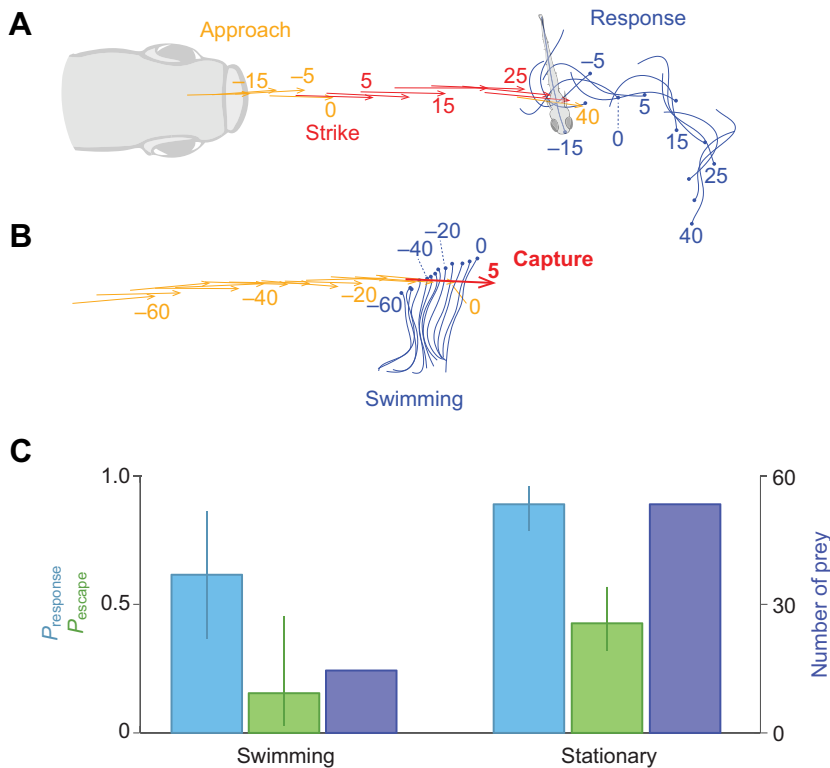 A
Approach
Response
–15
–5
5
25
–5
0
15
40
5
Strike
–15
0
15
25
40
B
–20
–40
0
Capture
5
–60
–40
–20
–60
0
Swimming
C
1.0
60
0.5
30
0
0
P response
P escape
Number of prey
Swimming
Stationary